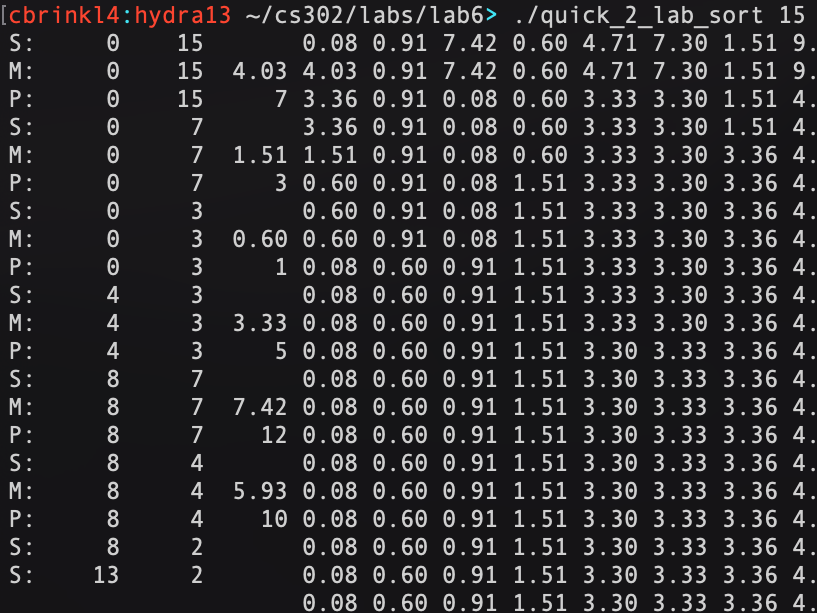 [cbrinkl4:hydra13 ~/cs302/labs/lab6> ./quick_2_lab_sort 15
S: 0 15 0.08 0.91 7.42 0.60 4.71 7.30 1.51 9.
M: 0 15 4.03 4.03 0.91 7.42 0.60 4.71 7.30 1.51 9.
P: 0 15 7 3.36 0.91 0.08 0.60 3.33 3.30 1.51 4.
S: 0 7 3.36 0.91 0.08 0.60 3.33 3.30 1.51 4.
M: 0 7 1.51 1.51 0.91 0.08 0.60 3.33 3.30 3.36 4.
P: 0 7 3 0.60 0.91 0.08 1.51 3.33 3.30 3.36 4.
S: 0 3 0.60 0.91 0.08 1.51 3.33 3.30 3.36 4.
M: 0 3 0.60 0.60 0.91 0.08 1.51 3.33 3.30 3.36 4.
P: 0 3 1 0.08 0.60 0.91 1.51 3.33 3.30 3.36 4.
S: 4 3 0.08 0.60 0.91 1.51 3.33 3.30 3.36 4.
M: 4 3 3.33 0.08 0.60 0.91 1.51 3.33 3.30 3.36 4.
P: 4 3 5 0.08 0.60 0.91 1.51 3.30 3.33 3.36 4.
S: 8 7 0.08 0.60 0.91 1.51 3.30 3.33 3.36 4.
M: 8 7 7.42 0.08 0.60 0.91 1.51 3.30 3.33 3.36 4.
P: 8 7 12 0.08 0.60 0.91 1.51 3.30 3.33 3.36 4.
S: 8 4 0.08 0.60 0.91 1.51 3.30 3.33 3.36 4.
M: 8 4 5.93 0.08 0.60 0.91 1.51 3.30 3.33 3.36 4.
P: 8 4 10 0.08 0.60 0.91 1.51 3.30 3.33 3.36 4.
S: 8 2 0.08 0.60 0.91 1.51 3.30 3.33 3.36 4.
S: 13 2 0.08 0.60 0.91 1.51 3.30 3.33 3.36 4.
0.08 0.60 0.91 1.51 3.30 3.33 3.36 4.